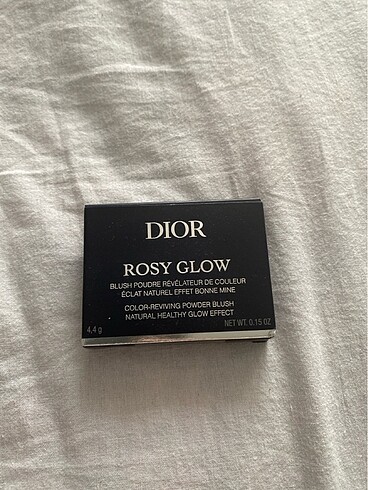 DIOR
ROSY GLOW
BLUSH POUDRE RÉVÉLATEUR DE COULEUR
ÉCLAT NATUREL EFFET BONNE MINE
COLOR-REVIVING POWDER BLUSH
NATURAL HEALTHY GLOW EFFECT
4,4 g
NET WT. 0.15 OZ